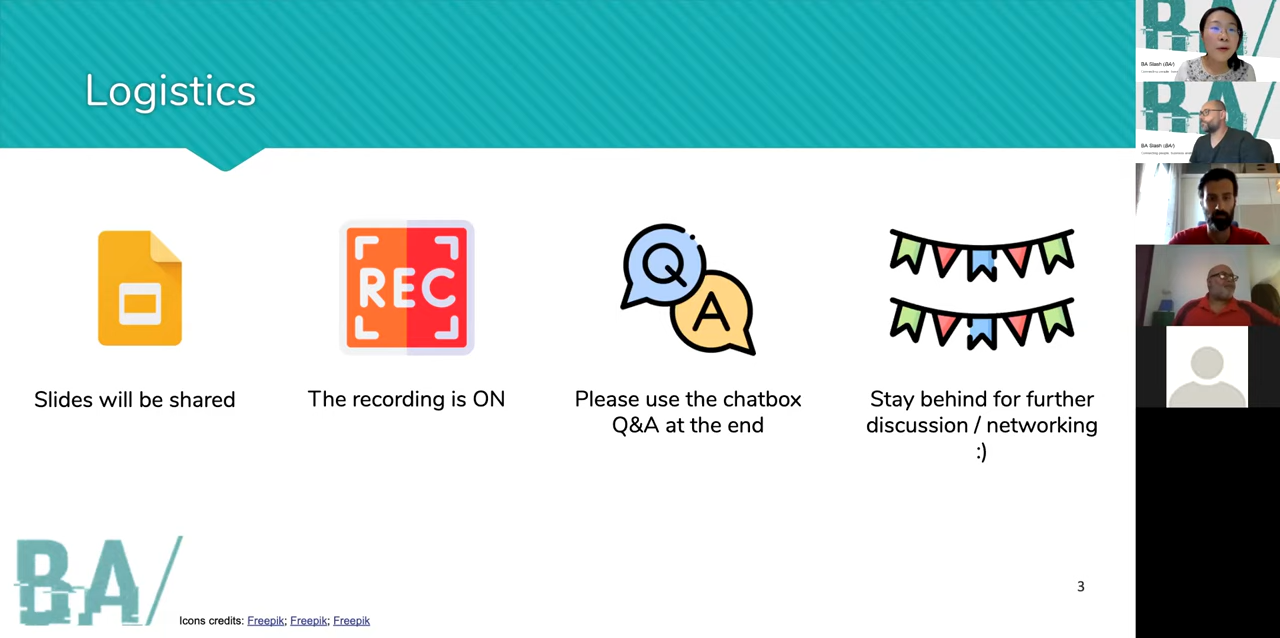 Logistics
REC
Q
A
Slides will be shared
The recording is ON
Please use the chatbox
Q&A at the end
Stay behind for further
discussion / networking
:)
BA/
Icons credits: Freepik; Freepik; Freepik
3
BA/
BA Slash (BA/)
BA/
BA Slash (BA/)